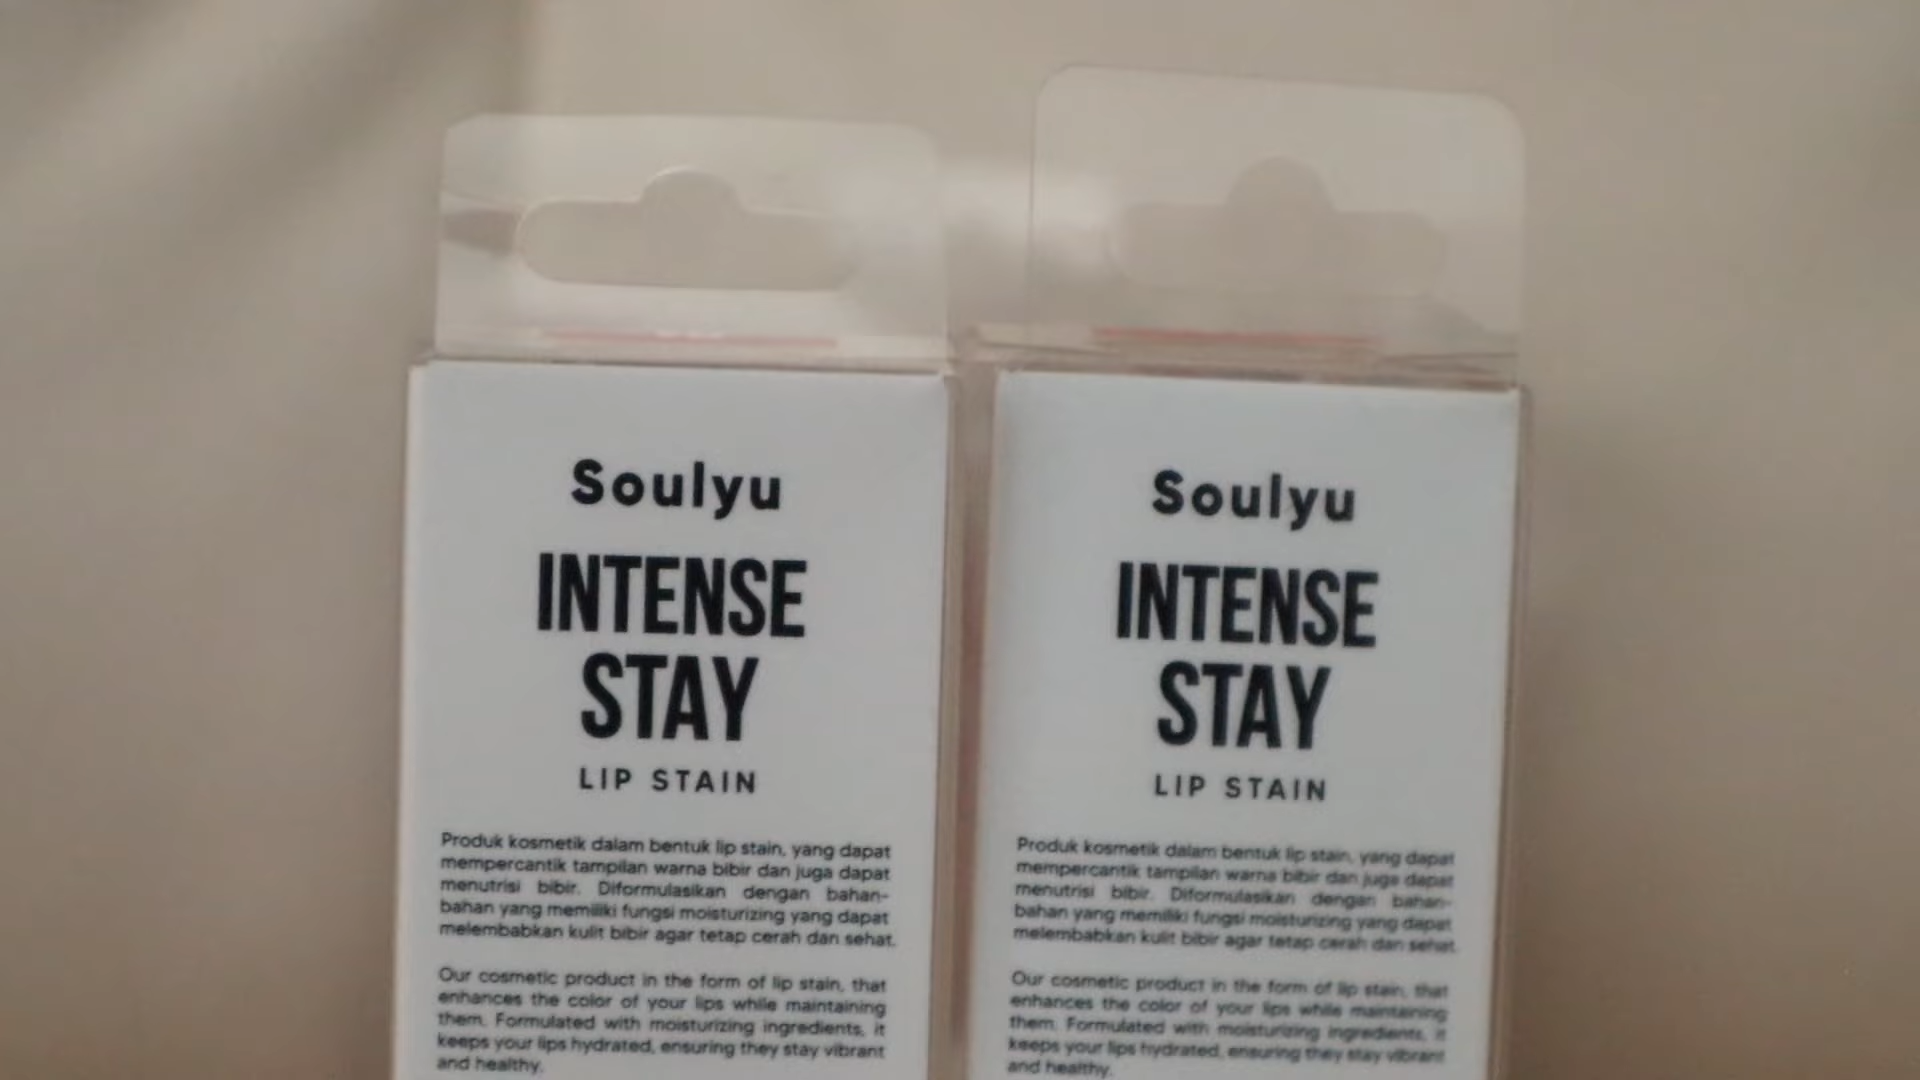 Soulyu
INTENSE
STAY
LIP STAIN
Produk kosmetik dalam bentuk lip stain, yang dapat
mempercantik tampilan warna bibir dan juga dapat
menutrisi bibir. Diformulasikan dengan bahan-
bahan yang memiliki fungsi moisturizing yang dapat
melembabkan kulit bibir agar tetap cerah dan sehat.
Our cosmetic product in the form of lip stain, that
enhances the color of your lips while maintaining
them. Formulated with moisturizing ingredients, it
keeps your lips hydrated, ensuring they stay vibrant
and healthy.
Soulyu
INTENSE
STAY
LIP STAIN
Produk kosmetik dalam bentuk lip stain, yang dapat
mempercantik tampilan warna bibir dan juga dapat
menutrisi bibir. Diformulasikan dengan bahan-
bahan yang memiliki fungsi moisturizing yang dapat
melembabkan kulit bibir agar tetap cerah dan sehat.
Our cosmetic product in the form of lip stain, that
enhances the color of your lips while maintaining
them. Formulated with moisturizing ingredients, it
keeps your lips hydrated, ensuring they stay vibrant
and healthy.